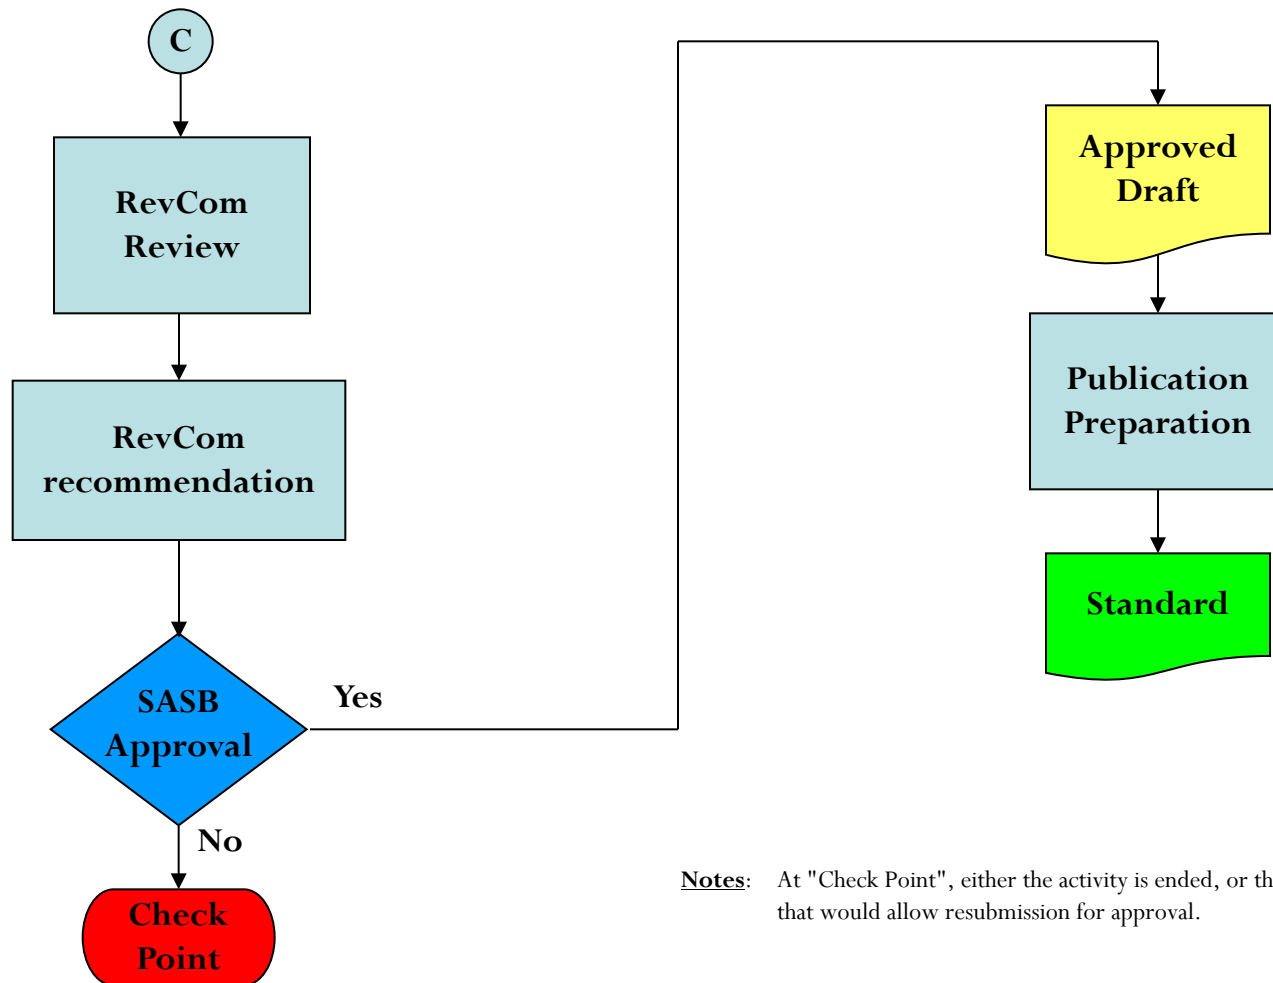 C
RevCom
Review
RevCom
recommendation
SASB
Approval
Yes
No
Check
Point
Approved
Draft
Publication
Preparation
Standard
Notes: At "Check Point", either the activity is ended, or th
that would allow resubmission for approval.